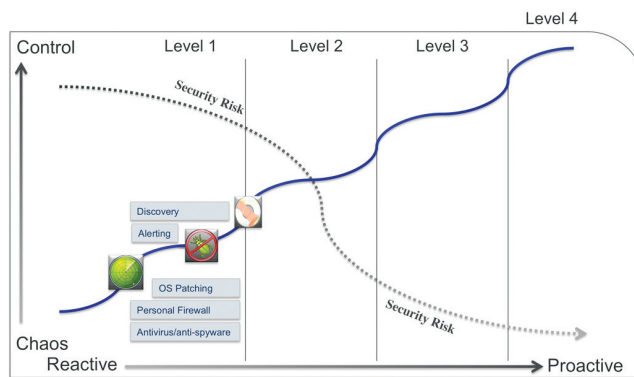 Level 4
Control
Level 1
Level 2
Level 3
Security Risk
Discovery
Alerting
OS Patching
Personal Firewall
Antivirus/anti-spyware
Security Risk
Chaos
Reactive
Proactive